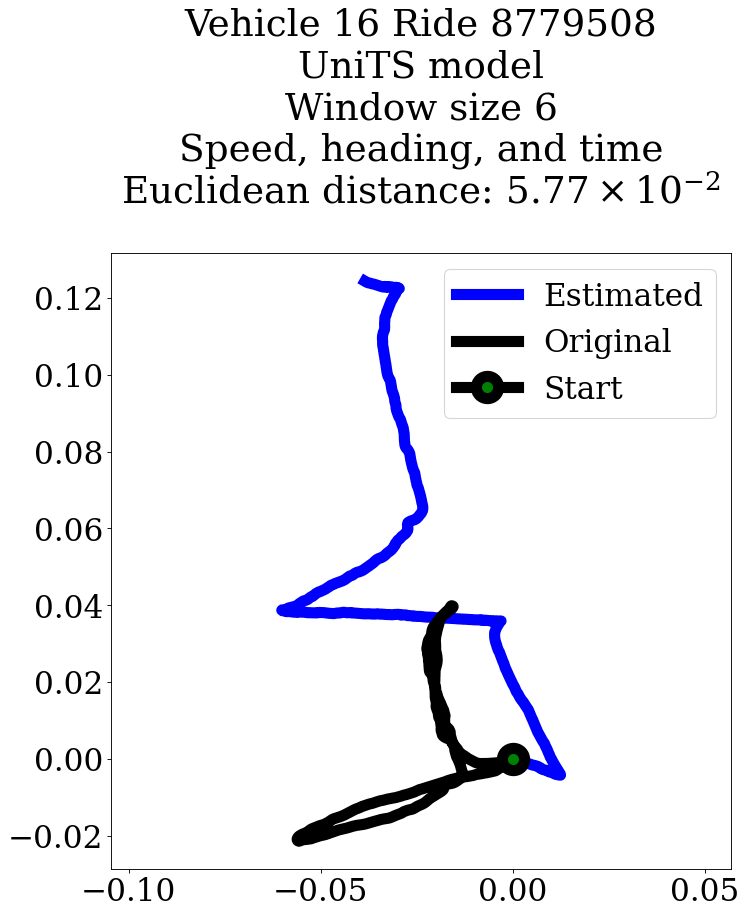 Vehicle 16 Ride 8779508
UniTS model
Window size 6
Speed, heading, and time
Euclidean distance: 5.77 × 10⁻²
Estimated
Original
Start
0.12
0.10
0.08
0.06
0.04
0.02
0.00
−0.02
−0.10 −0.05 0.00 0.05